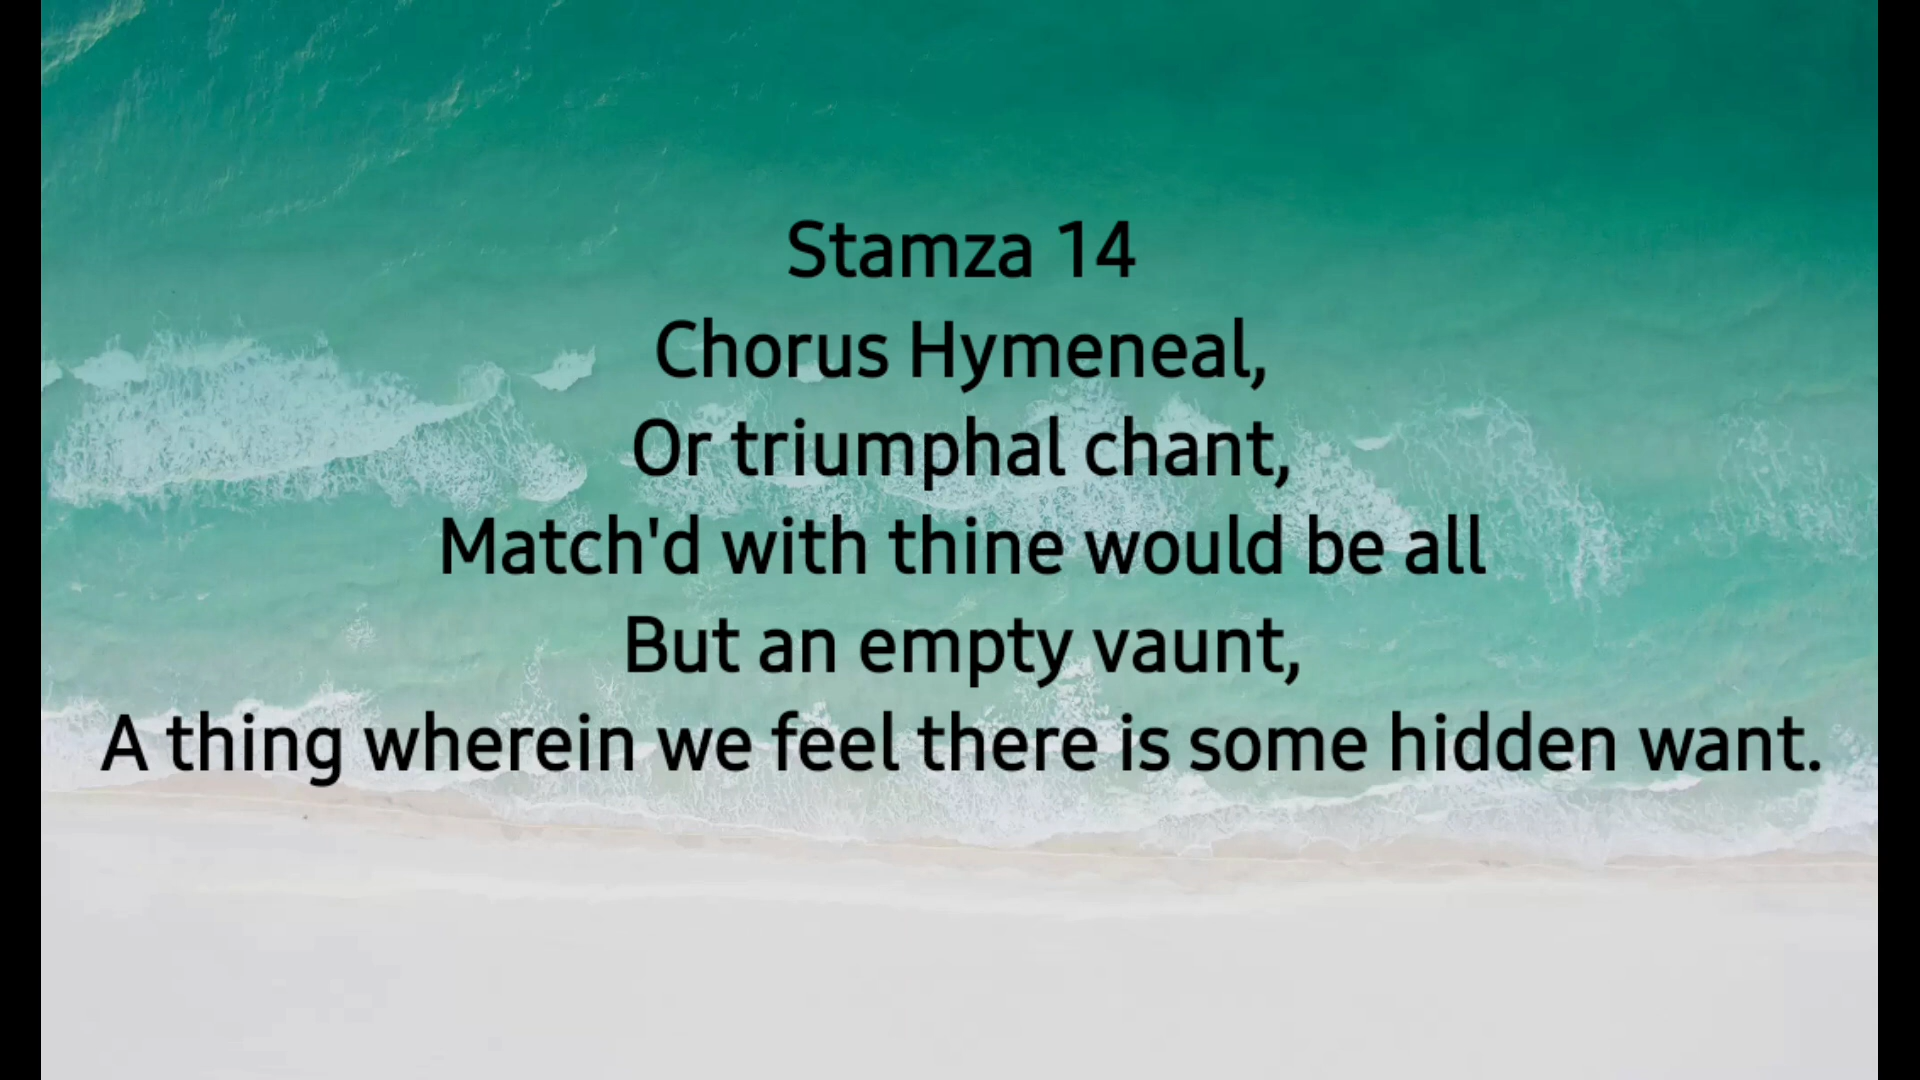 Stamza 14
Chorus Hymeneal,
Or triumphal chant,
Match'd with thine would be all
But an empty vaunt,
A thing wherein we feel there is some hidden want.